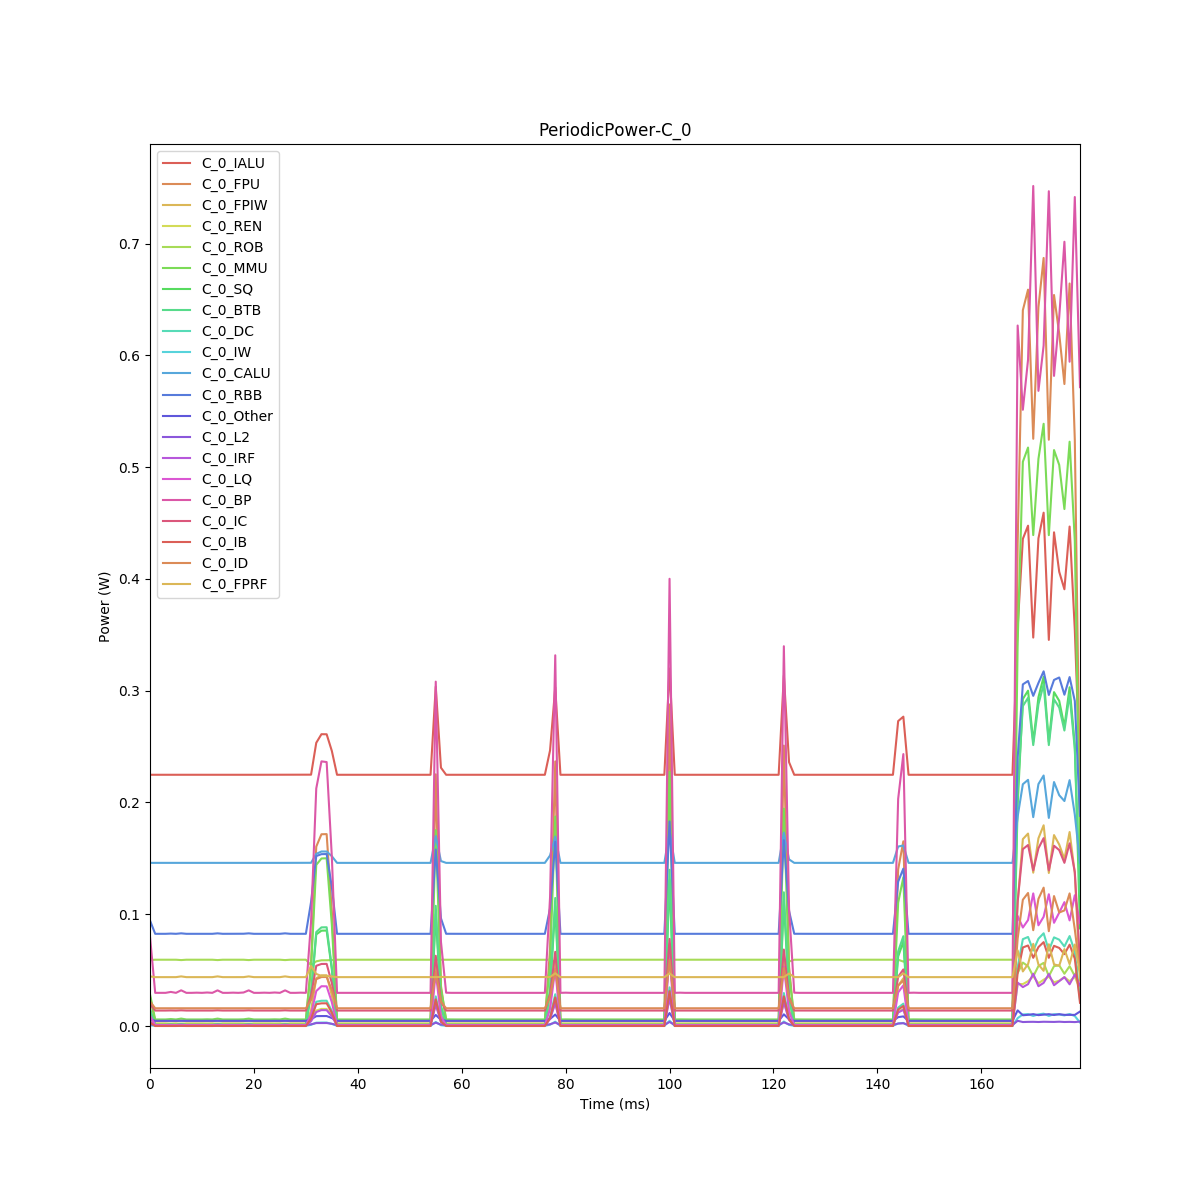 PeriodicPower-C_0
C_0_IALU
C_0_FPU
C_0_FPIW
C_0_REN
C_0_ROB
C_0_MMU
C_0_SQ
C_0_BTB
C_0_DC
C_0_IW
C_0_CALU
C_0_RBB
C_0_Other
C_0_L2
C_0_IRF
C_0_LQ
C_0_BP
C_0_IC
C_0_IB
C_0_ID
C_0_FPRF
0.7
0.6
0.5
0.4
0.3
0.2
0.1
0.0
Power (W)
0 20 40 60 80 100 120 140 160
Time (ms)